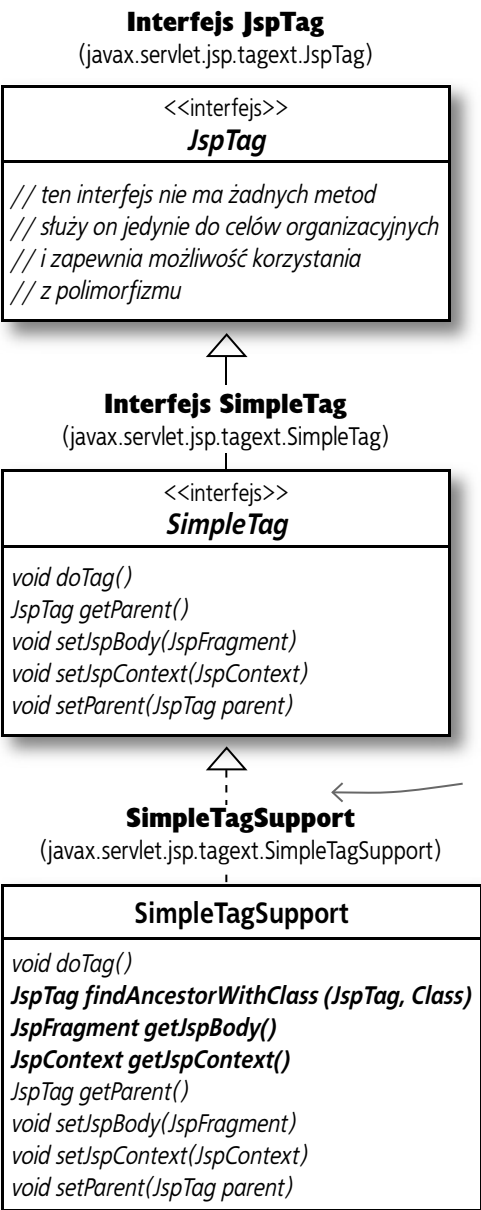 Interfejs JspTag
(javax.servlet.jsp.tagext.JspTag)
<<interfejs>>
JspTag
// ten interfejs nie ma żadnych metod
// służy on jedynie do celów organizacyjnych
// i zapewnia możliwość korzystania
// z polimorfizmu
Interfejs SimpleTag
(javax.servlet.jsp.tagext.SimpleTag)
<<interfejs>>
SimpleTag
void doTag()
JspTag getParent()
void setJspBody(JspFragment)
void setJspContext(JspContext)
void setParent(JspTag parent)
SimpleTagSupport
(javax.servlet.jsp.tagext.SimpleTagSupport)
SimpleTagSupport
void doTag()
JspTag findAncestorWithClass (JspTag, Class)
JspFragment getJspBody()
JspContext getJspContext()
JspTag getParent()
void setJspBody(JspFragment)
void setJspContext(JspContext)
void setParent(JspTag parent)